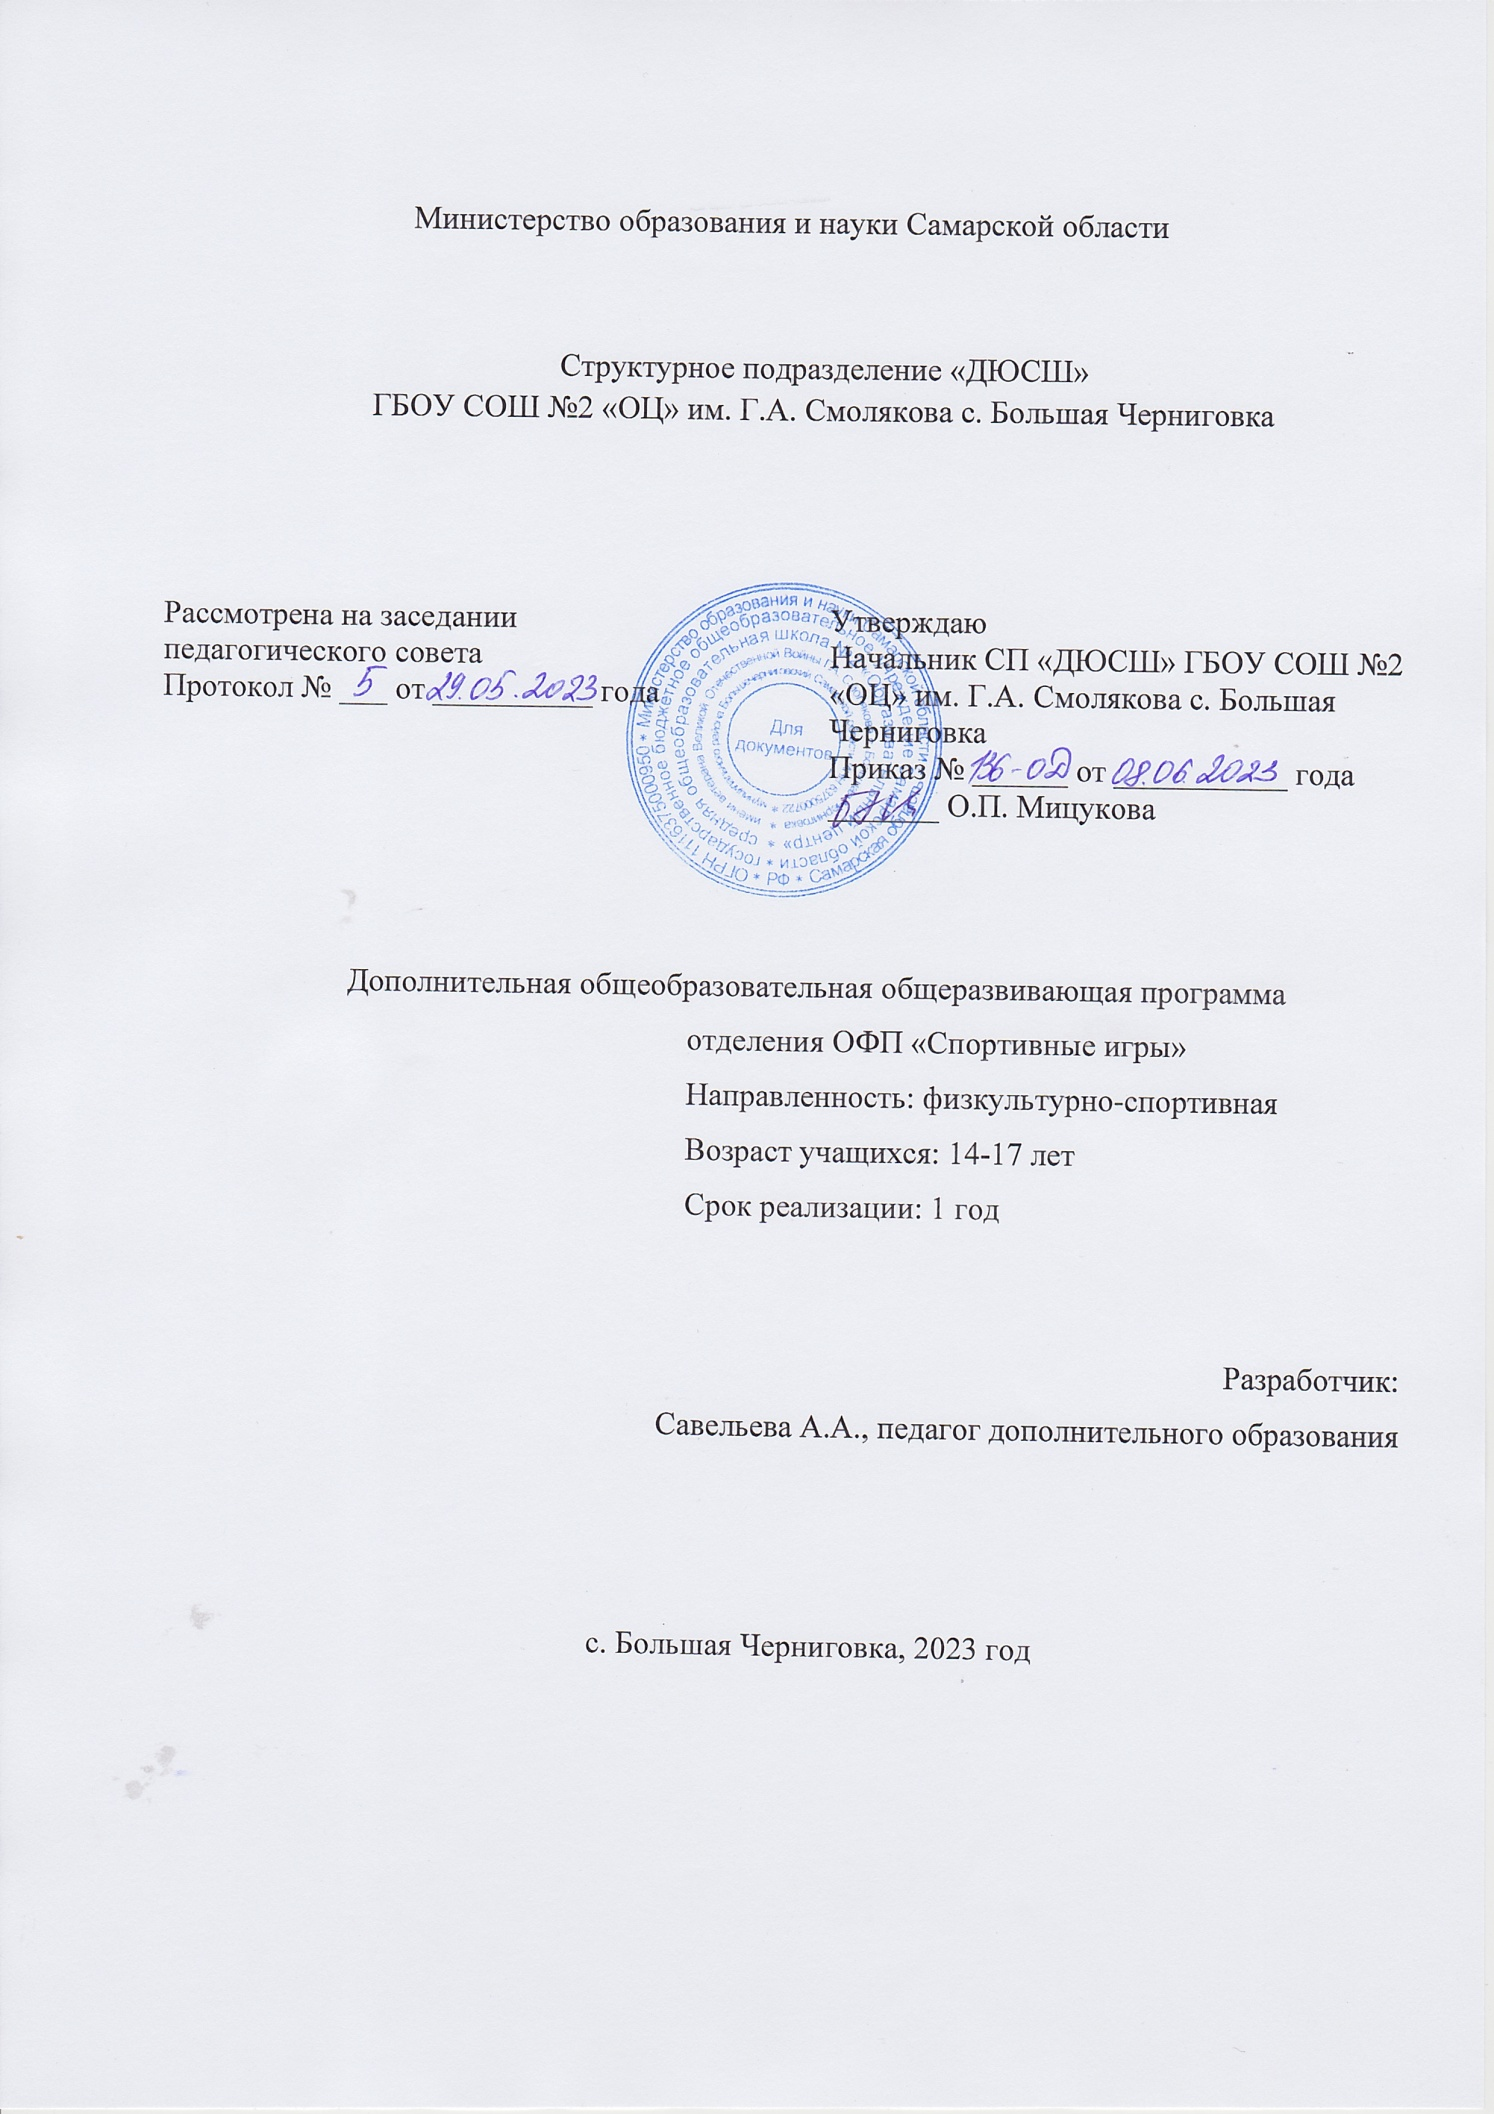 Министерство образования и науки Самарской области
Структурное подразделение «ДЮСШ»
ГБОУ СОШ №2 «ОЦ» им. Г.А. Смолякова с. Большая Черниговка
Рассмотрена на заседании
педагогического совета
Протокол № 5 от 29.05.2023 года
Утверждаю
Начальник СП «ДЮСШ» ГБОУ СОШ №2
«ОЦ» им. Г.А. Смолякова с. Большая
Черниговка
Приказ № 136-ОД от 08.06.2023 года
О.П. Мицукова
Для
документов
Дополнительная общеобразовательная общеразвивающая программа
отделения ОФП «Спортивные игры»
Направленность: физкультурно-спортивная
Возраст учащихся: 14-17 лет
Срок реализации: 1 год
Разработчик:
Савельева А.А., педагог дополнительного образования
с. Большая Черниговка, 2023 год